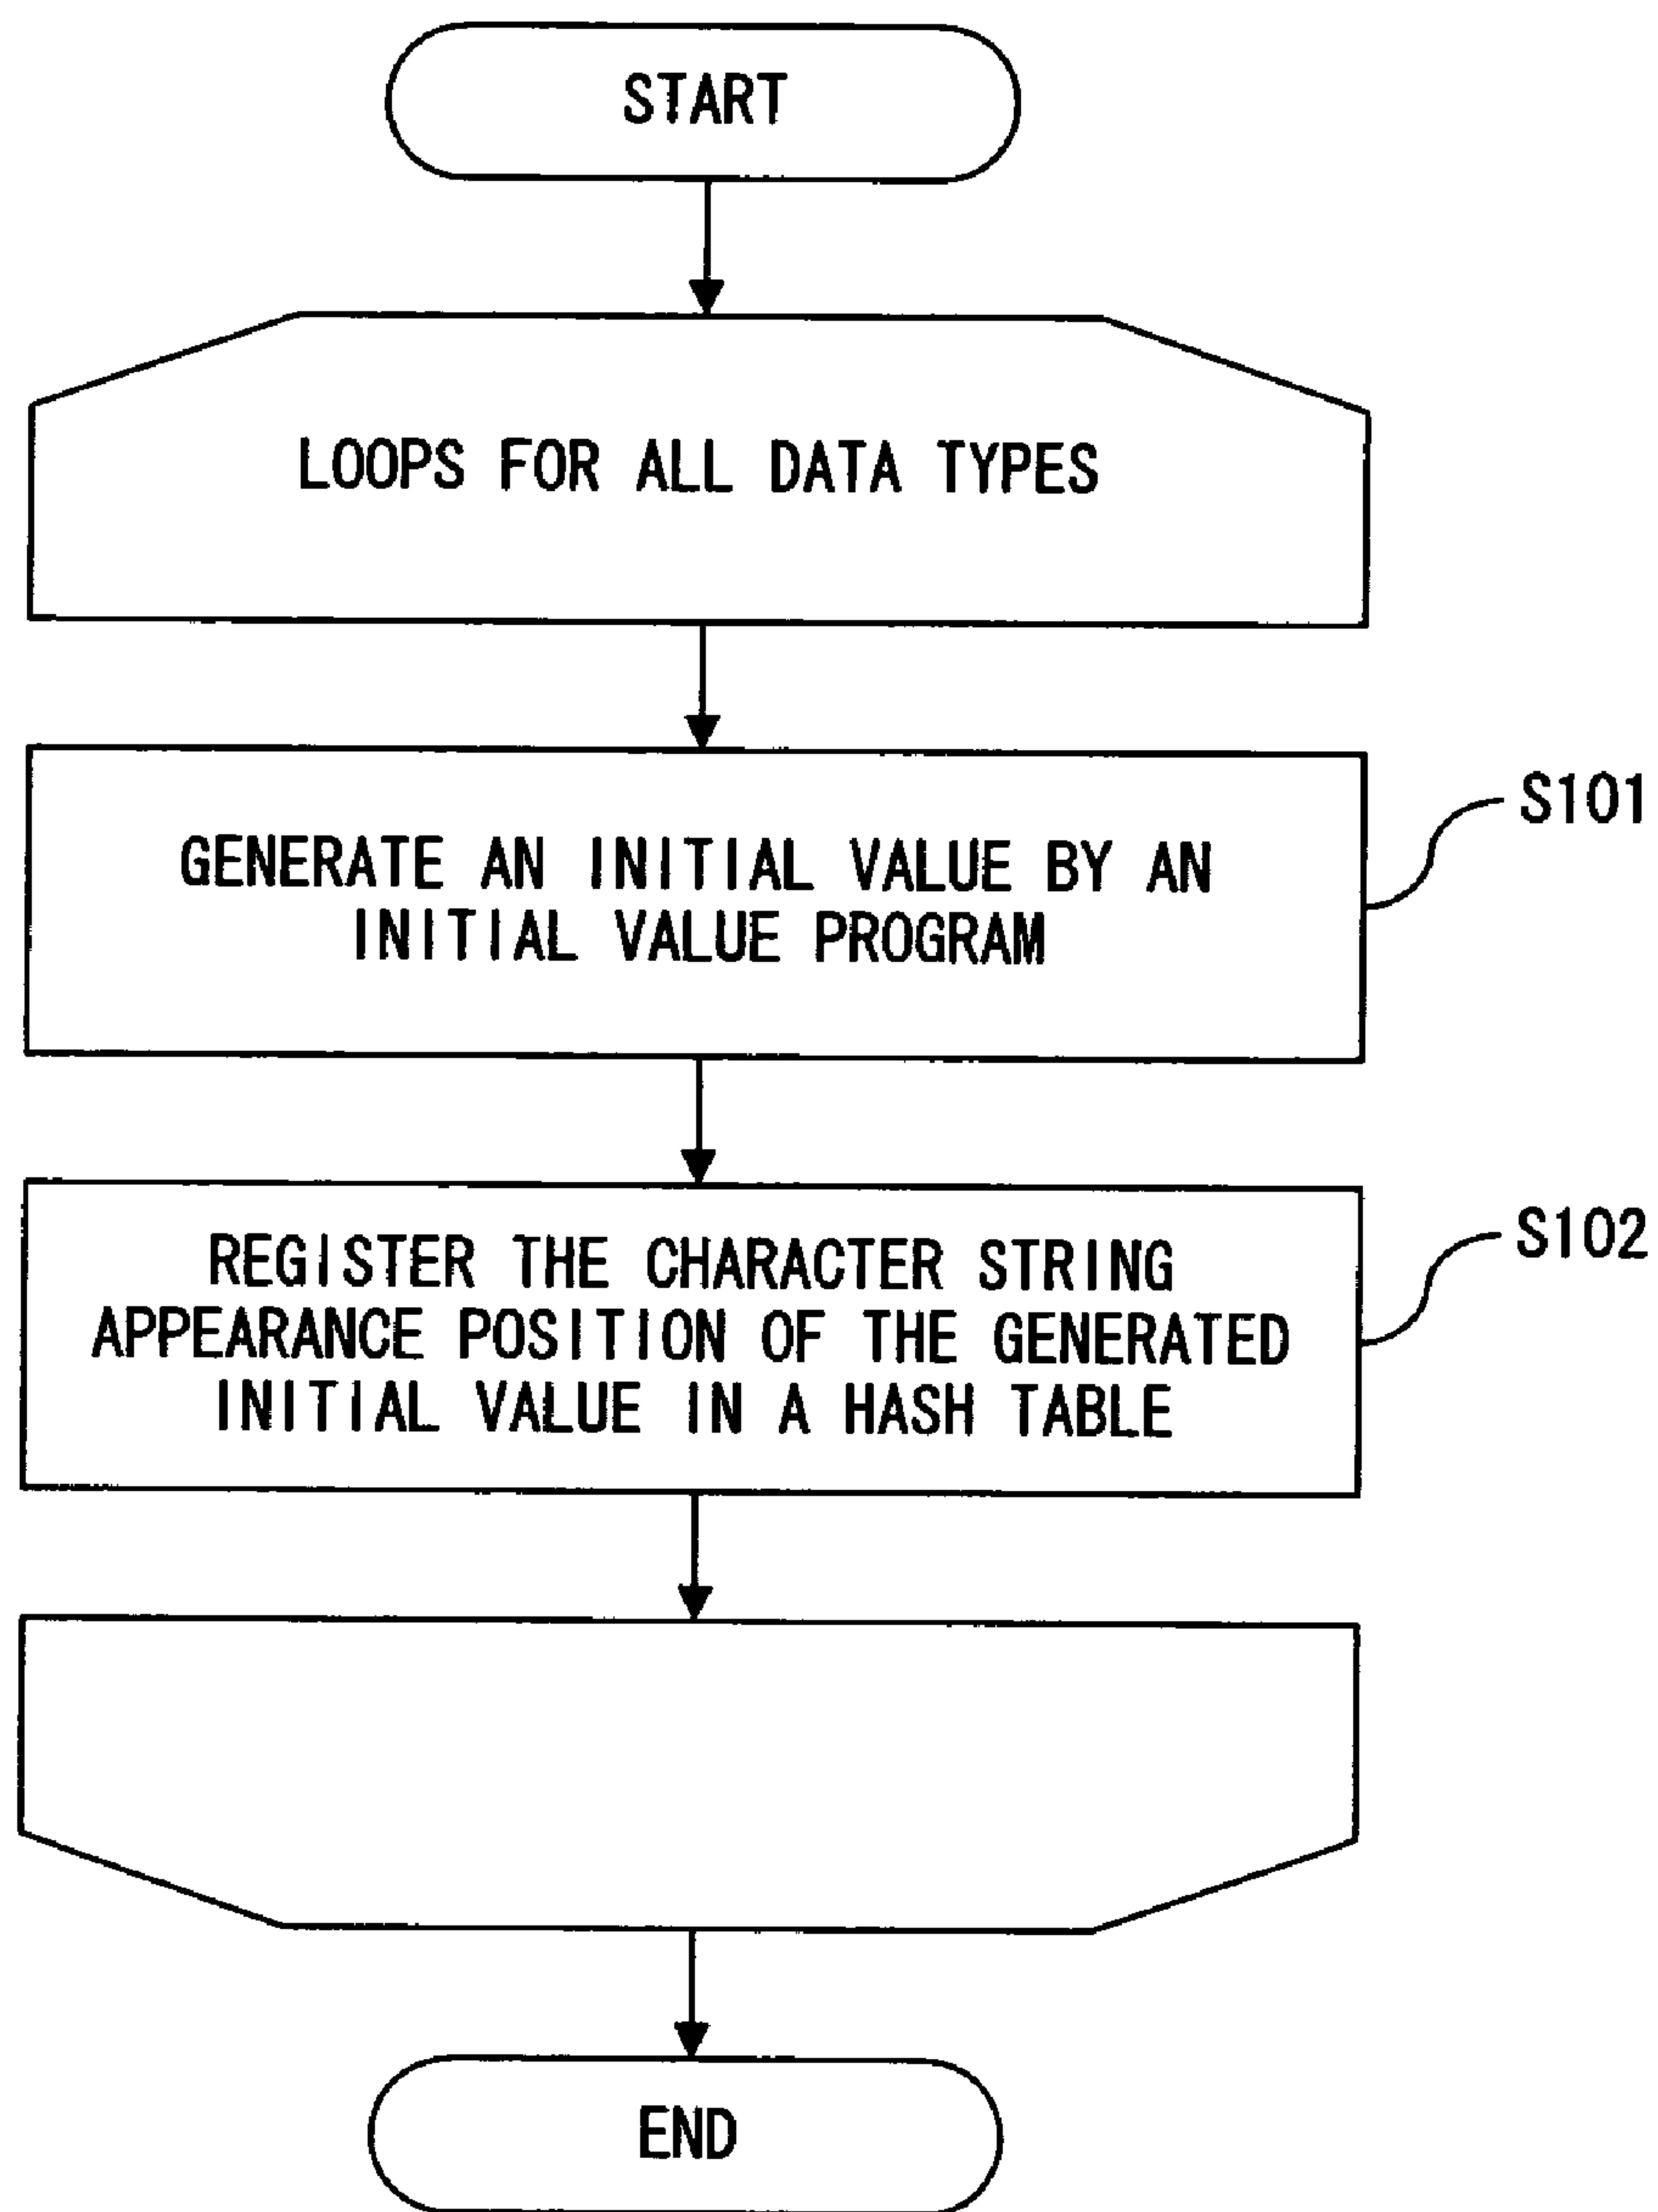 START
LOOPS FOR ALL DATA TYPES
GENERATE AN INITIAL VALUE BY AN
INITIAL VALUE PROGRAM
S101
REGISTER THE CHARACTER STRING
APPEARANCE POSITION OF THE GENERATED
INITIAL VALUE IN A HASH TABLE
S102
END